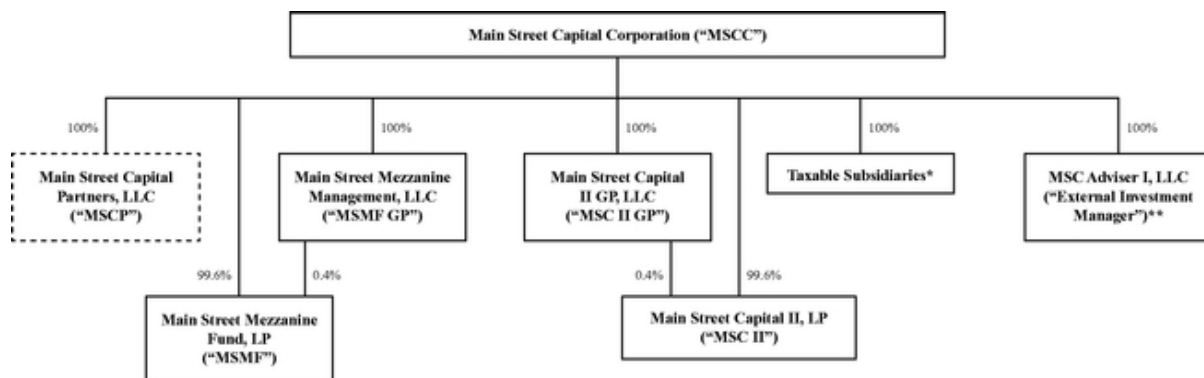 Main Street Capital Corporation (“MSCC”)
100%
100%
100%
100%
100%
Main Street Capital
Partners, LLC
(“MSCP”)
Main Street Mezzanine
Management, LLC
(“MSMF GP”)
Main Street Capital
II GP, LLC
(“MSC II GP”)
Taxable Subsidiaries*
MSC Adviser I, LLC
(“External Investment
Manager”)**
99.6%
0.4%
0.4%
99.6%
Main Street Mezzanine
Fund, LP
(“MSMF”)
Main Street Capital II, LP
(“MSC II”)